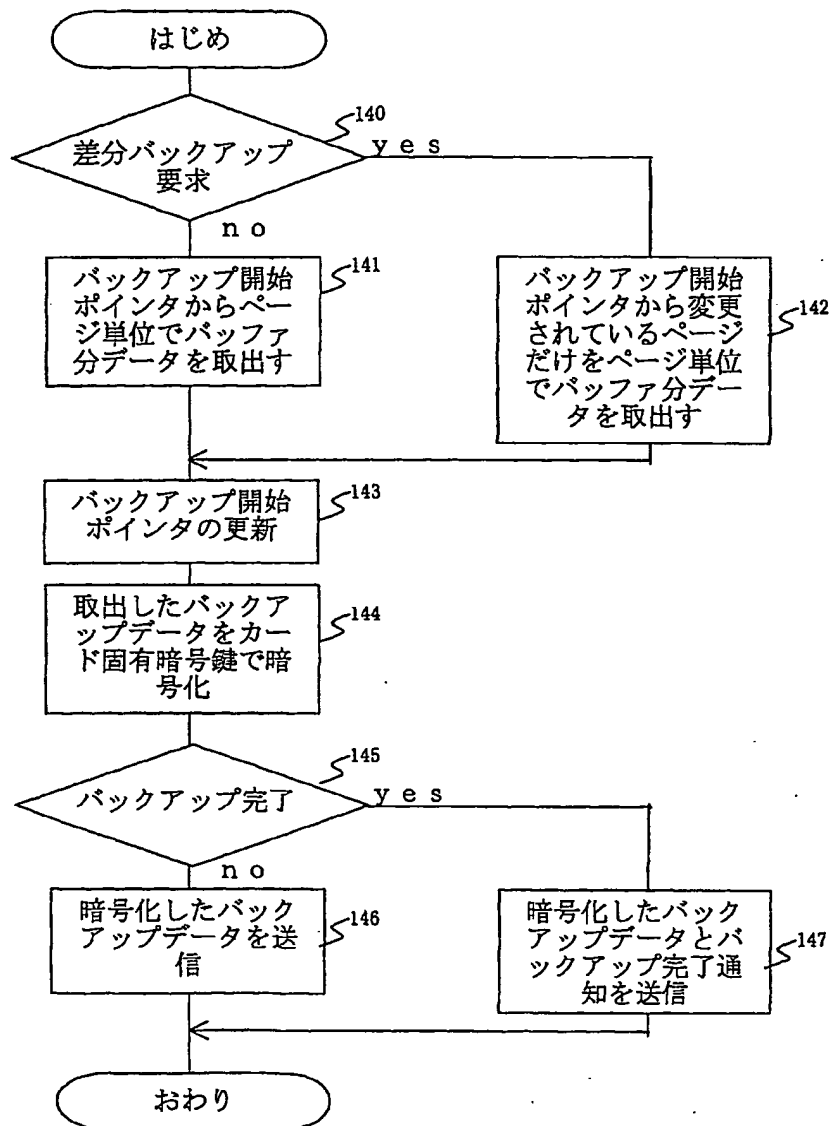 はじめ
140
差分バックアップ
要求
yes
no
バックアップ開始
ポインタからペー
ジ単位でバッファ
分データを取出す
141
バックアップ開始
ポインタから変更
されているページ
だけをページ単位
でバッファ分デー
タを取出す
142
バックアップ開始
ポインタの更新
143
取出したバックア
ップデータをカー
ド固有暗号鍵で暗
号化
144
145
バックアップ完了
yes
no
暗号化したバック
アップデータを送
信
146
暗号化したバック
アップデータとバ
ックアップ完了通
知を送信
147
おわり